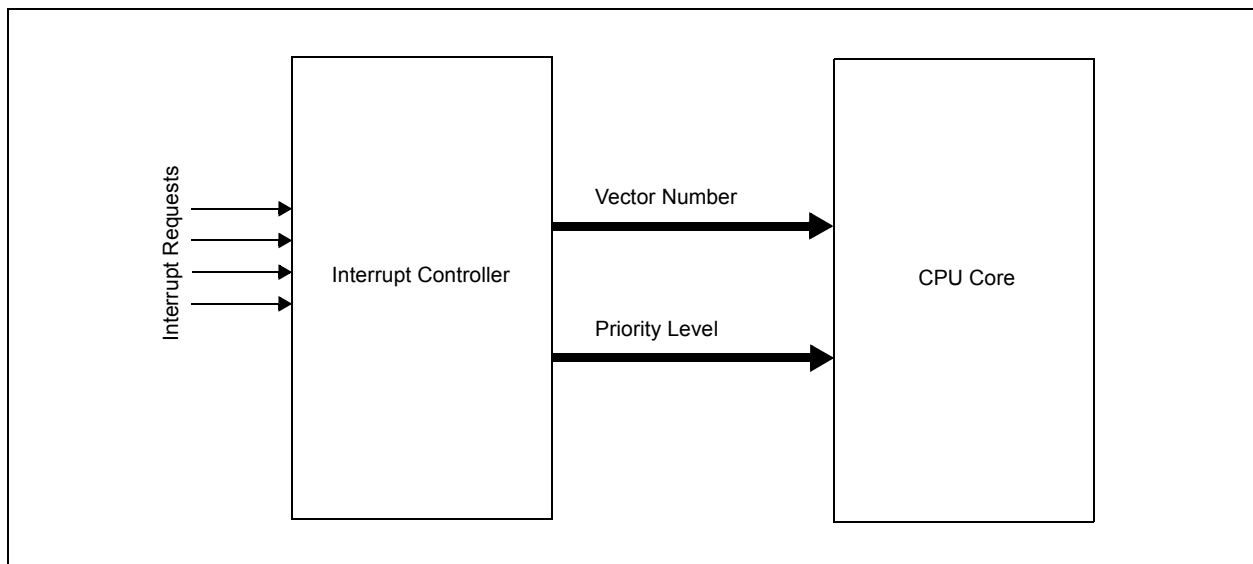 Interrupt Requests
Interrupt Controller
Vector Number
Priority Level
CPU Core